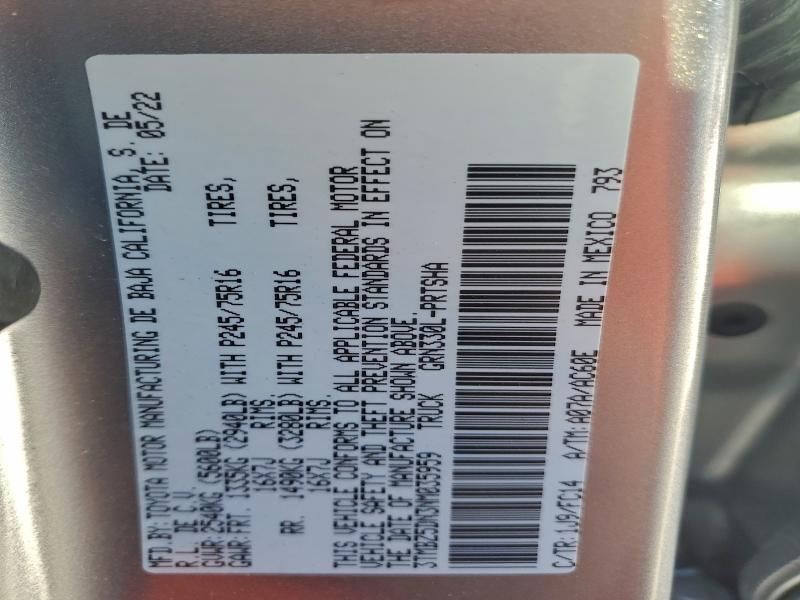 MFD.BY: TOYOTA MOTOR MANUFACTURING DE BAJA CALIFORNIA, S. DE
R.L. DE C.V. DATE: 05/22
GVWR: 2540KG (5600LB)
GAWR: FRT. 1335KG (2940LB) WITH P245/75R16 TIRES,
16X7J RIMS.
RR. 1490KG (3280LB) WITH P245/75R16 TIRES,
16X7J RIMS.
THIS VEHICLE CONFORMS TO ALL APPLICABLE FEDERAL MOTOR
VEHICLE SAFETY AND THEFT PREVENTION STANDARDS IN EFFECT ON
THE DATE OF MANUFACTURE SHOWN ABOVE.
TRUCK GRN330L-PRTSHA
C/TR: A/TM:A07A/AC60E MADE IN MEXICO 793